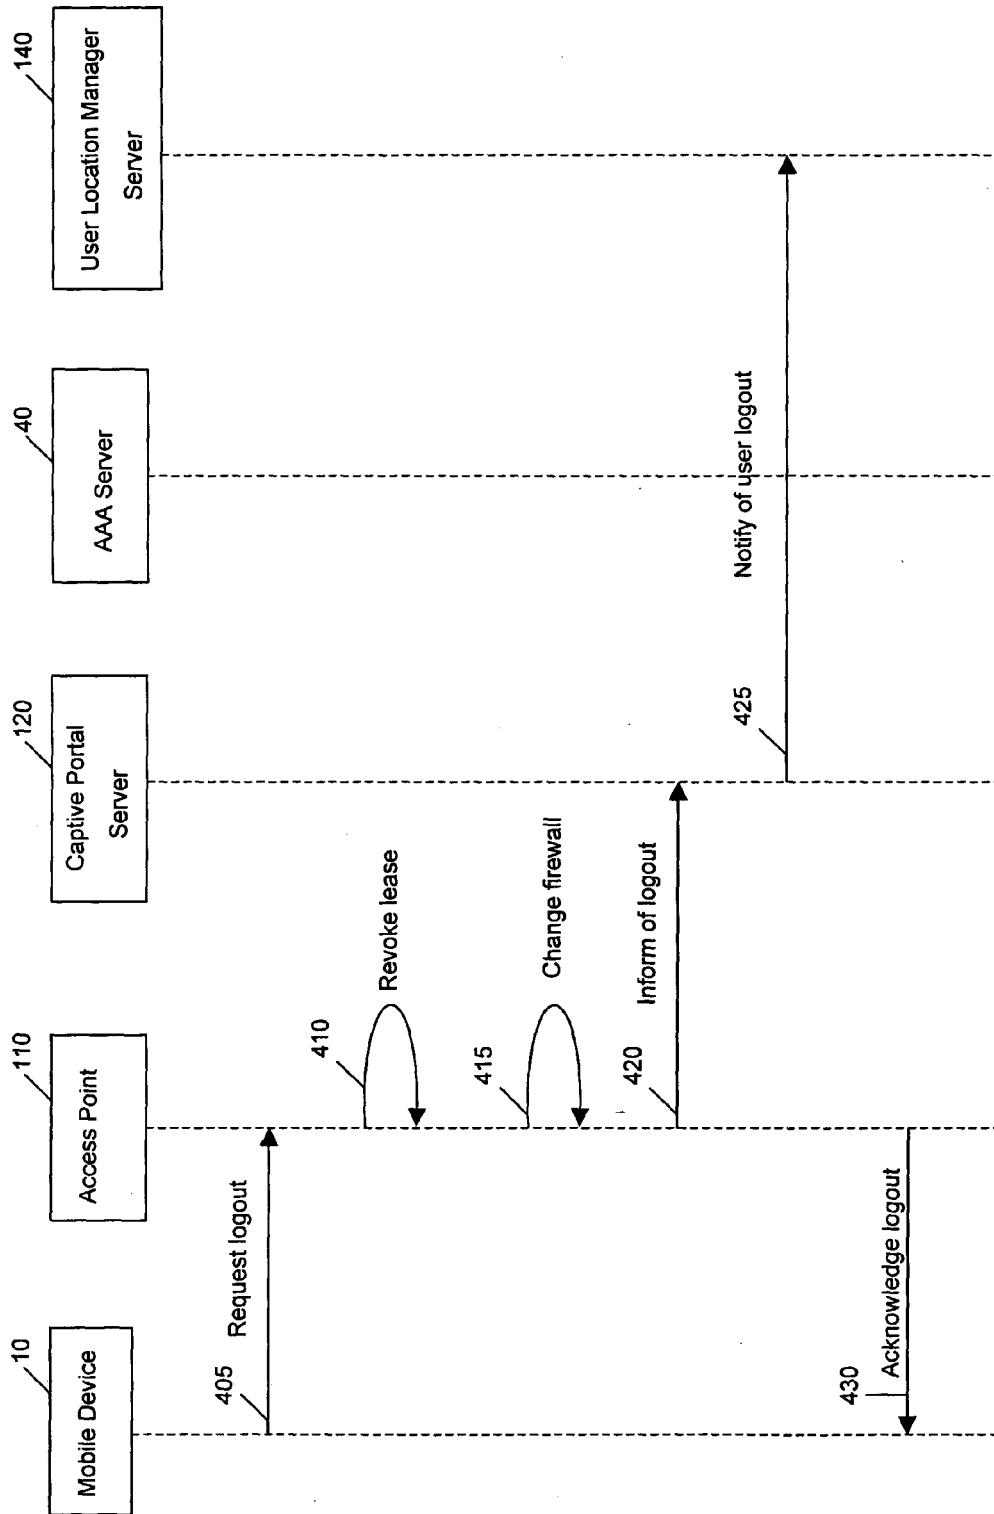 10
Mobile Device
110
Access Point
120
Captive Portal
Server
40
AAA Server
140
User Location Manager
Server
405
Request logout
410
Revoke lease
415
Change firewall
420
Inform of logout
425
Notify of user logout
430
Acknowledge logout